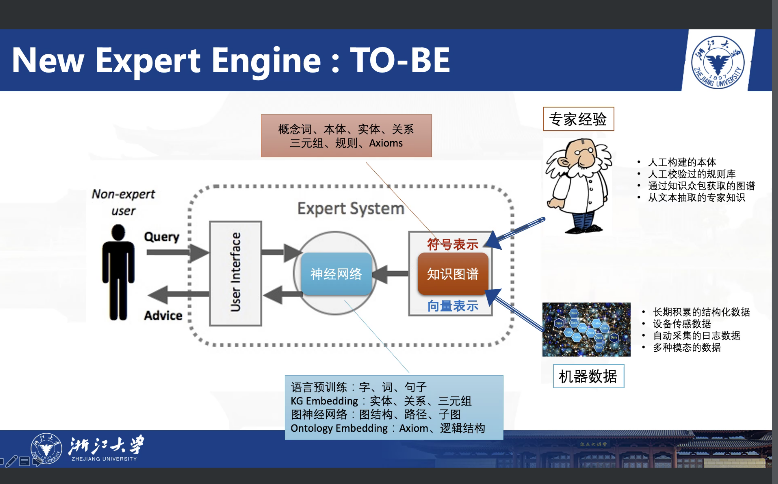 New Expert Engine : TO-BE
ZHEJIANG UNIVERSITY
1897
专家经验
概念词、本体、实体、关系
三元组、规则、Axioms
• 人工构建的本体
• 人工校验过的规则库
• 通过知识众包获取的图谱
• 从文本抽取的专家知识
Non-expert
user
Expert System
Query
Advice
User Interface
神经网络
符号表示
知识图谱
向量表示
• 长期积累的结构化数据
• 设备传感数据
• 自动采集的日志数据
• 多种模态的数据
机器数据
语言预训练：字、词、句子
KG Embedding：实体、关系、三元组
图神经网络：图结构、路径、子图
Ontology Embedding：Axiom、逻辑结构
浙江大学
ZHEJIANG UNIVERSITY